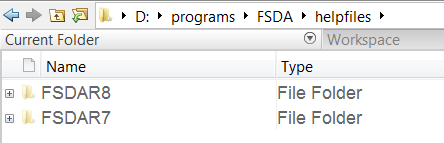 D: programs FSDA helpfiles
Current Folder Workspace
Name Type
FSDAR8 File Folder
FSDAR7 File Folder